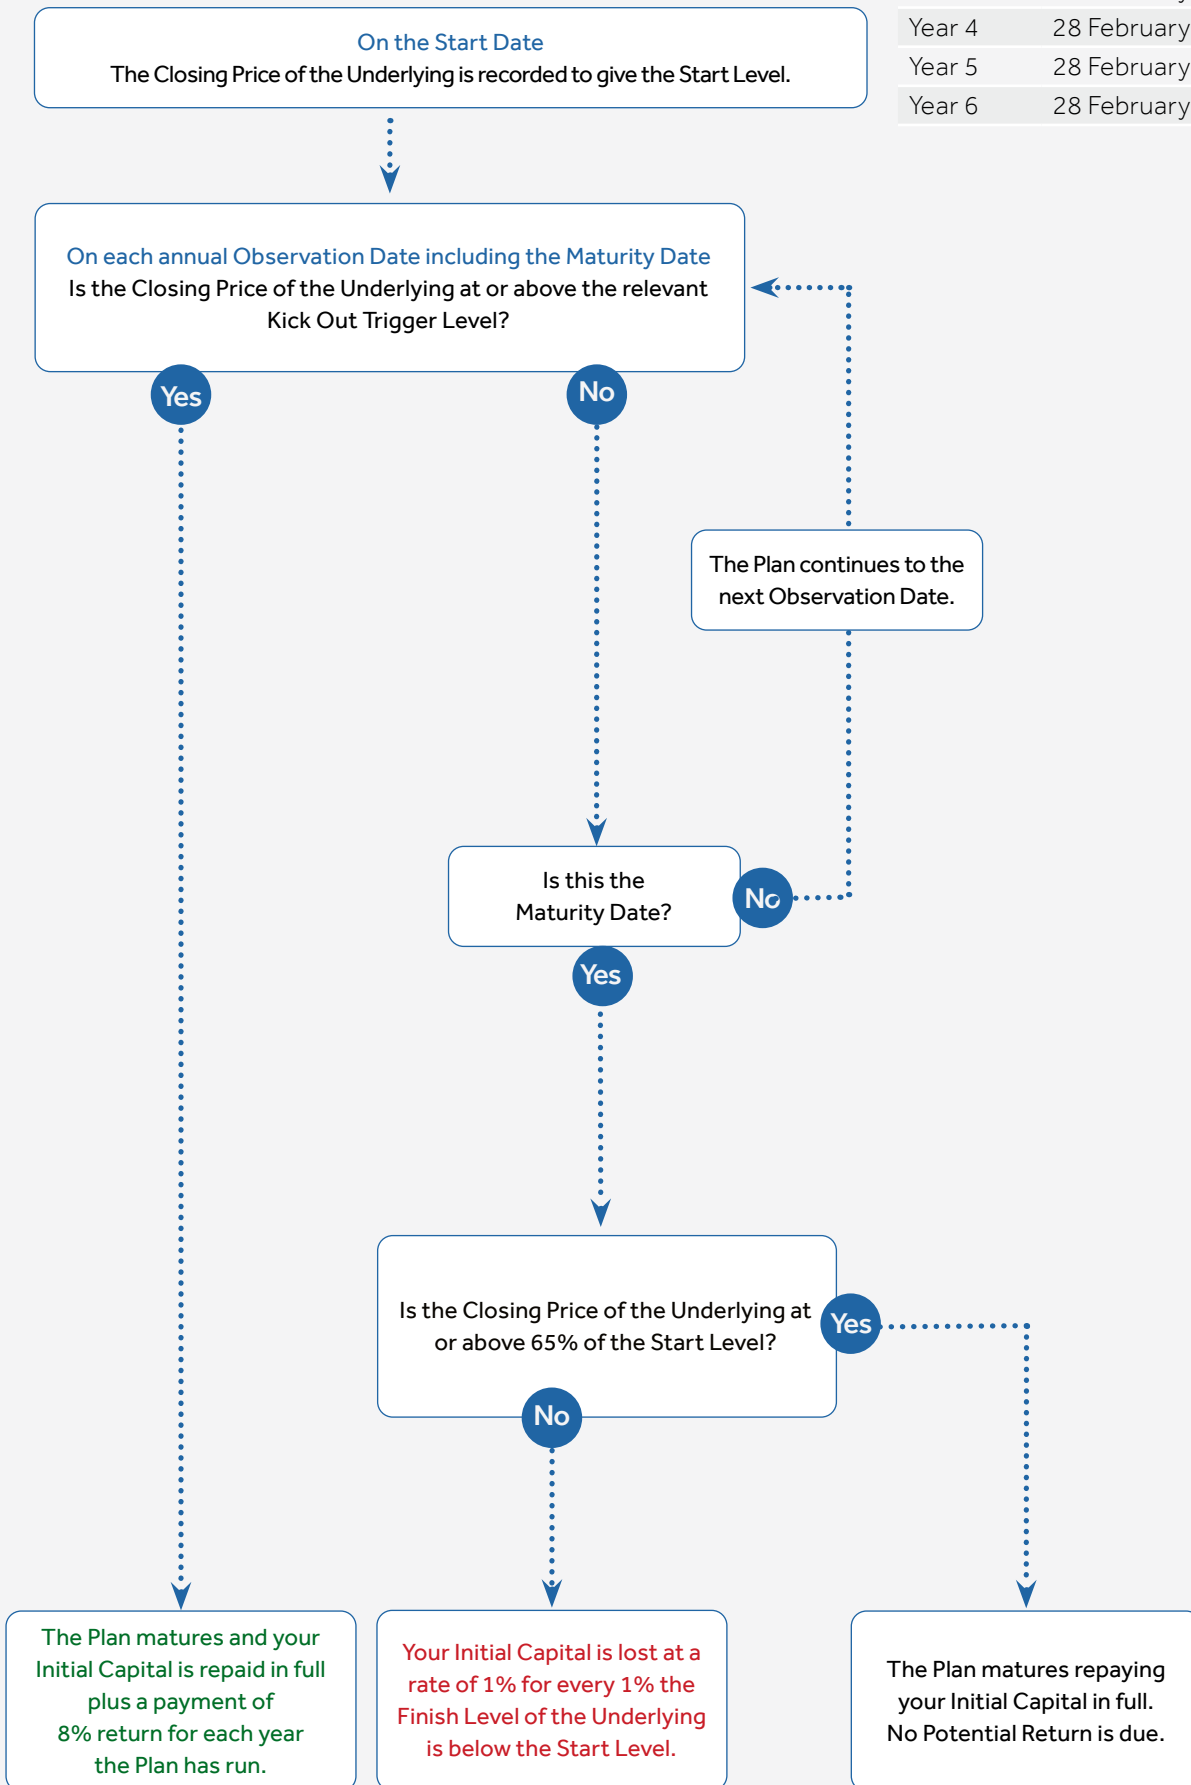 Year 4 28 February
Year 5 28 February
Year 6 28 February
On the Start Date
The Closing Price of the Underlying is recorded to give the Start Level.
On each annual Observation Date including the Maturity Date
Is the Closing Price of the Underlying at or above the relevant
Kick Out Trigger Level?
Yes
No
The Plan continues to the
next Observation Date.
Is this the
Maturity Date?
No
Yes
Is the Closing Price of the Underlying at
or above 65% of the Start Level?
Yes
No
The Plan matures and your
Initial Capital is repaid in full
plus a payment of
8% return for each year
the Plan has run.
Your Initial Capital is lost at a
rate of 1% for every 1% the
Finish Level of the Underlying
is below the Start Level.
The Plan matures repaying
your Initial Capital in full.
No Potential Return is due.